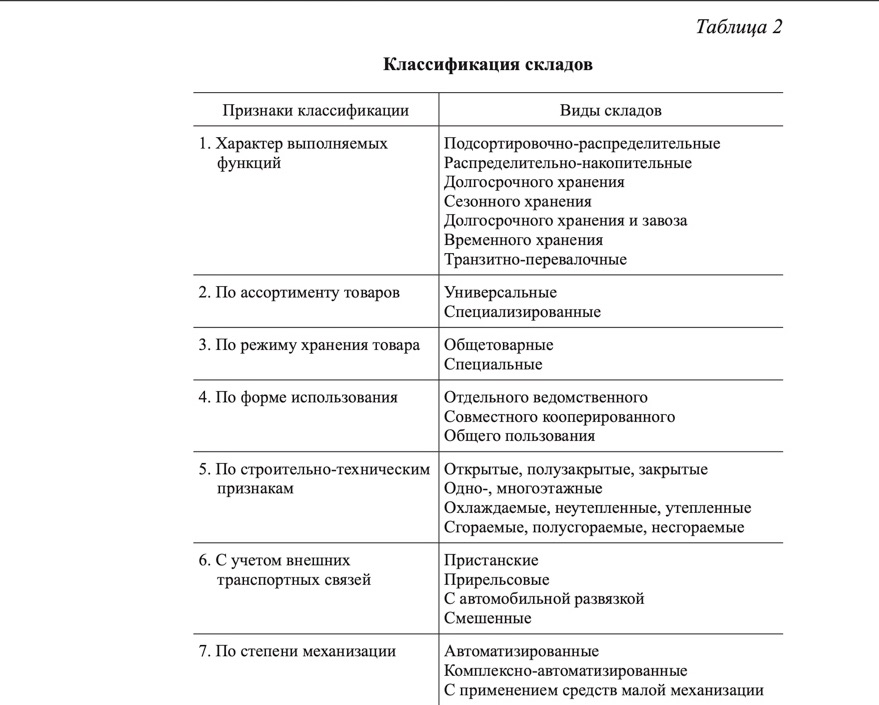 Таблица 2
Классификация складов
Признаки классификации
Виды складов
1. Характер выполняемых
функций
Подсортировочно-распределительные
Распределительно-накопительные
Долгосрочного хранения
Сезонного хранения
Долгосрочного хранения и завоза
Временного хранения
Транзитно-перевалочные
2. По ассортименту товаров
Универсальные
Специализированные
3. По режиму хранения товара
Общетоварные
Специальные
4. По форме использования
Отдельного ведомственного
Совместного кооперированного
Общего пользования
5. По строительно-техническим
признакам
Открытые, полузакрытые, закрытые
Одно-, многоэтажные
Охлаждаемые, неутепленные, утепленные
Сгораемые, полусгораемые, несгораемые
6. С учетом внешних
транспортных связей
Пристанские
Прирельсовые
С автомобильной развязкой
Смешенные
7. По степени механизации
Автоматизированные
Комплексно-автоматизированные
С применением средств малой механизации